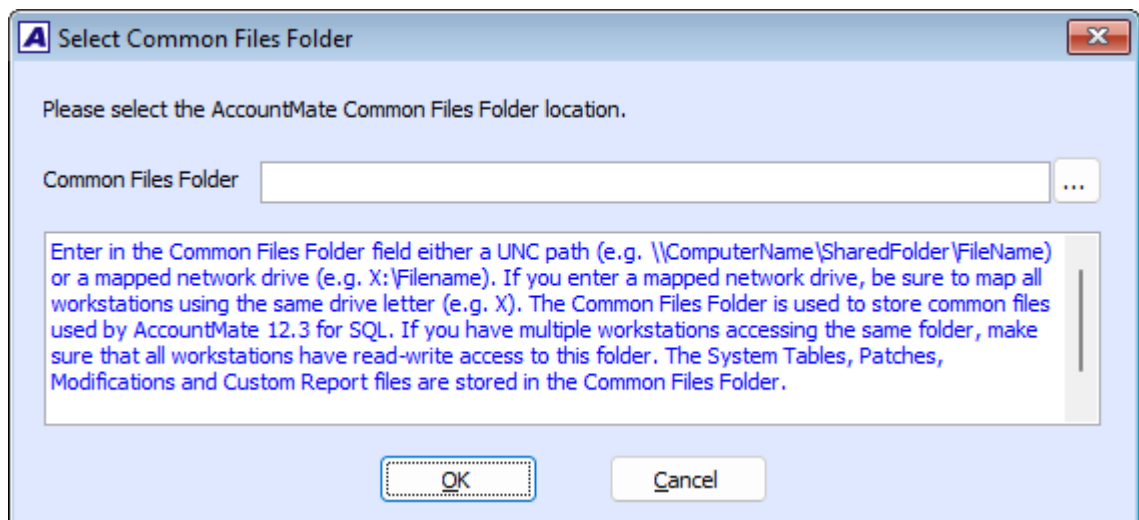 A Select Common Files Folder
Please select the AccountMate Common Files Folder location.
Common Files Folder ...
Enter in the Common Files Folder field either a UNC path (e.g. \\ComputerName\SharedFolder\FileName)
or a mapped network drive (e.g. X:\Filename). If you enter a mapped network drive, be sure to map all
workstations using the same drive letter (e.g. X). The Common Files Folder is used to store common files
used by AccountMate 12.3 for SQL. If you have multiple workstations accessing the same folder, make
sure that all workstations have read-write access to this folder. The System Tables, Patches,
Modifications and Custom Report files are stored in the Common Files Folder.
OK Cancel